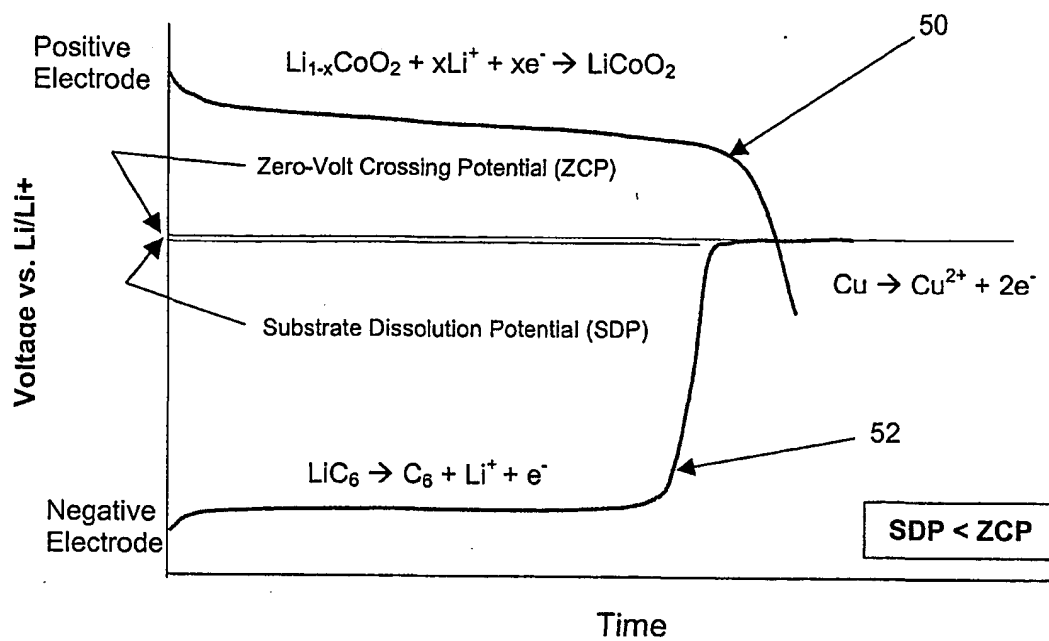 50
Positive
Electrode
Li₁₋ₓCoO₂ + xLi⁺ + xe⁻ → LiCoO₂
Zero-Volt Crossing Potential (ZCP)
Voltage vs. Li/Li+
Cu → Cu²⁺ + 2e⁻
Substrate Dissolution Potential (SDP)
52
LiC₆ → C₆ + Li⁺ + e⁻
Negative
Electrode
SDP < ZCP
Time